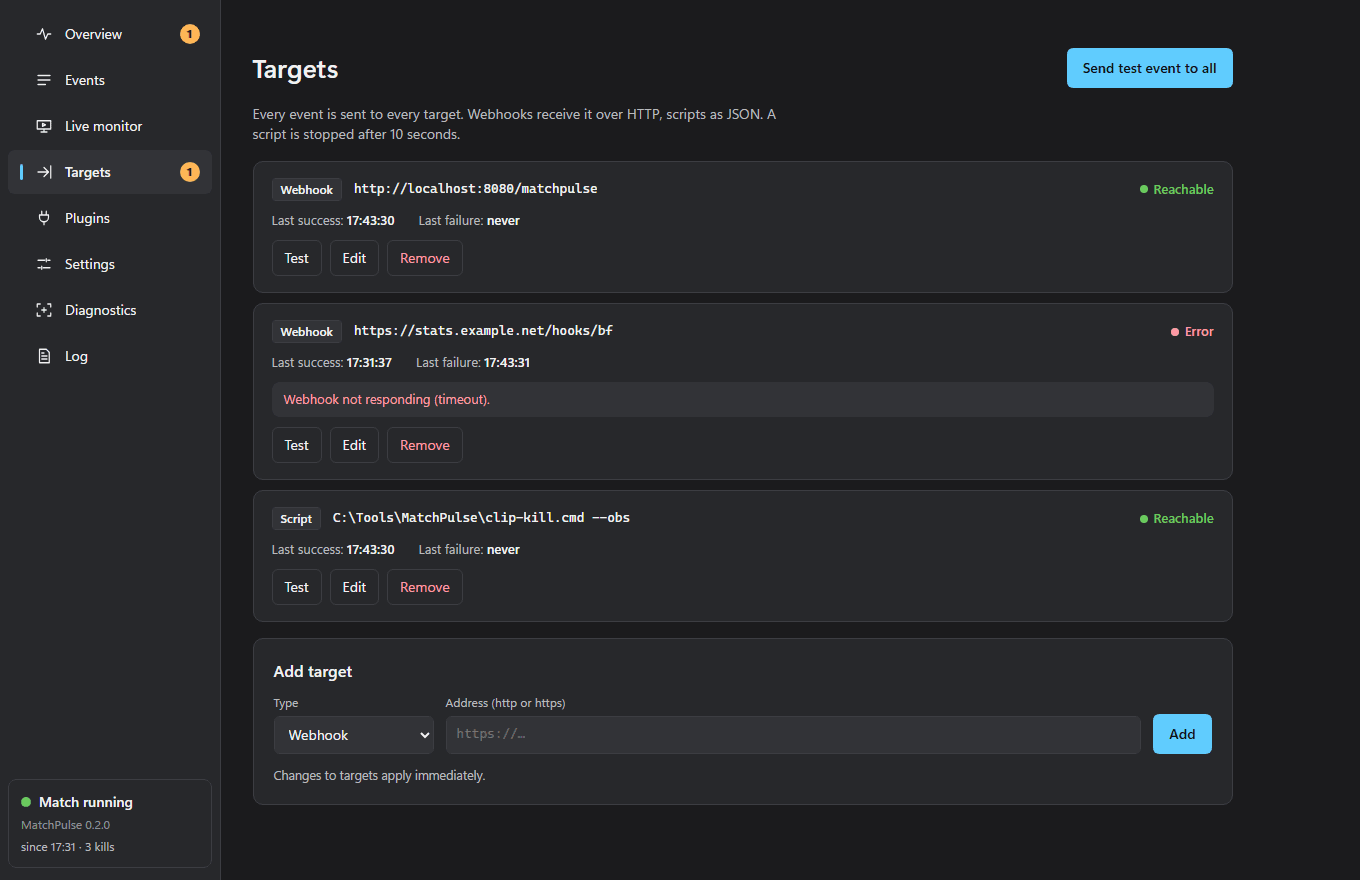 Overview 1
Events
Live monitor
Targets 1
Plugins
Settings
Diagnostics
Log
Match running
MatchPulse 0.2.0
since 17:31 · 3 kills
Targets
Send test event to all
Every event is sent to every target. Webhooks receive it over HTTP, scripts as JSON. A
script is stopped after 10 seconds.
Webhook http://localhost:8080/matchpulse Reachable
Last success: 17:43:30 Last failure: never
Test Edit Remove
Webhook https://stats.example.net/hooks/bf Error
Last success: 17:31:37 Last failure: 17:43:31
Webhook not responding (timeout).
Test Edit Remove
Script C:\Tools\MatchPulse\clip-kill.cmd --obs Reachable
Last success: 17:43:30 Last failure: never
Test Edit Remove
Add target
Type Address (http or https)
Webhook https://… Add
Changes to targets apply immediately.